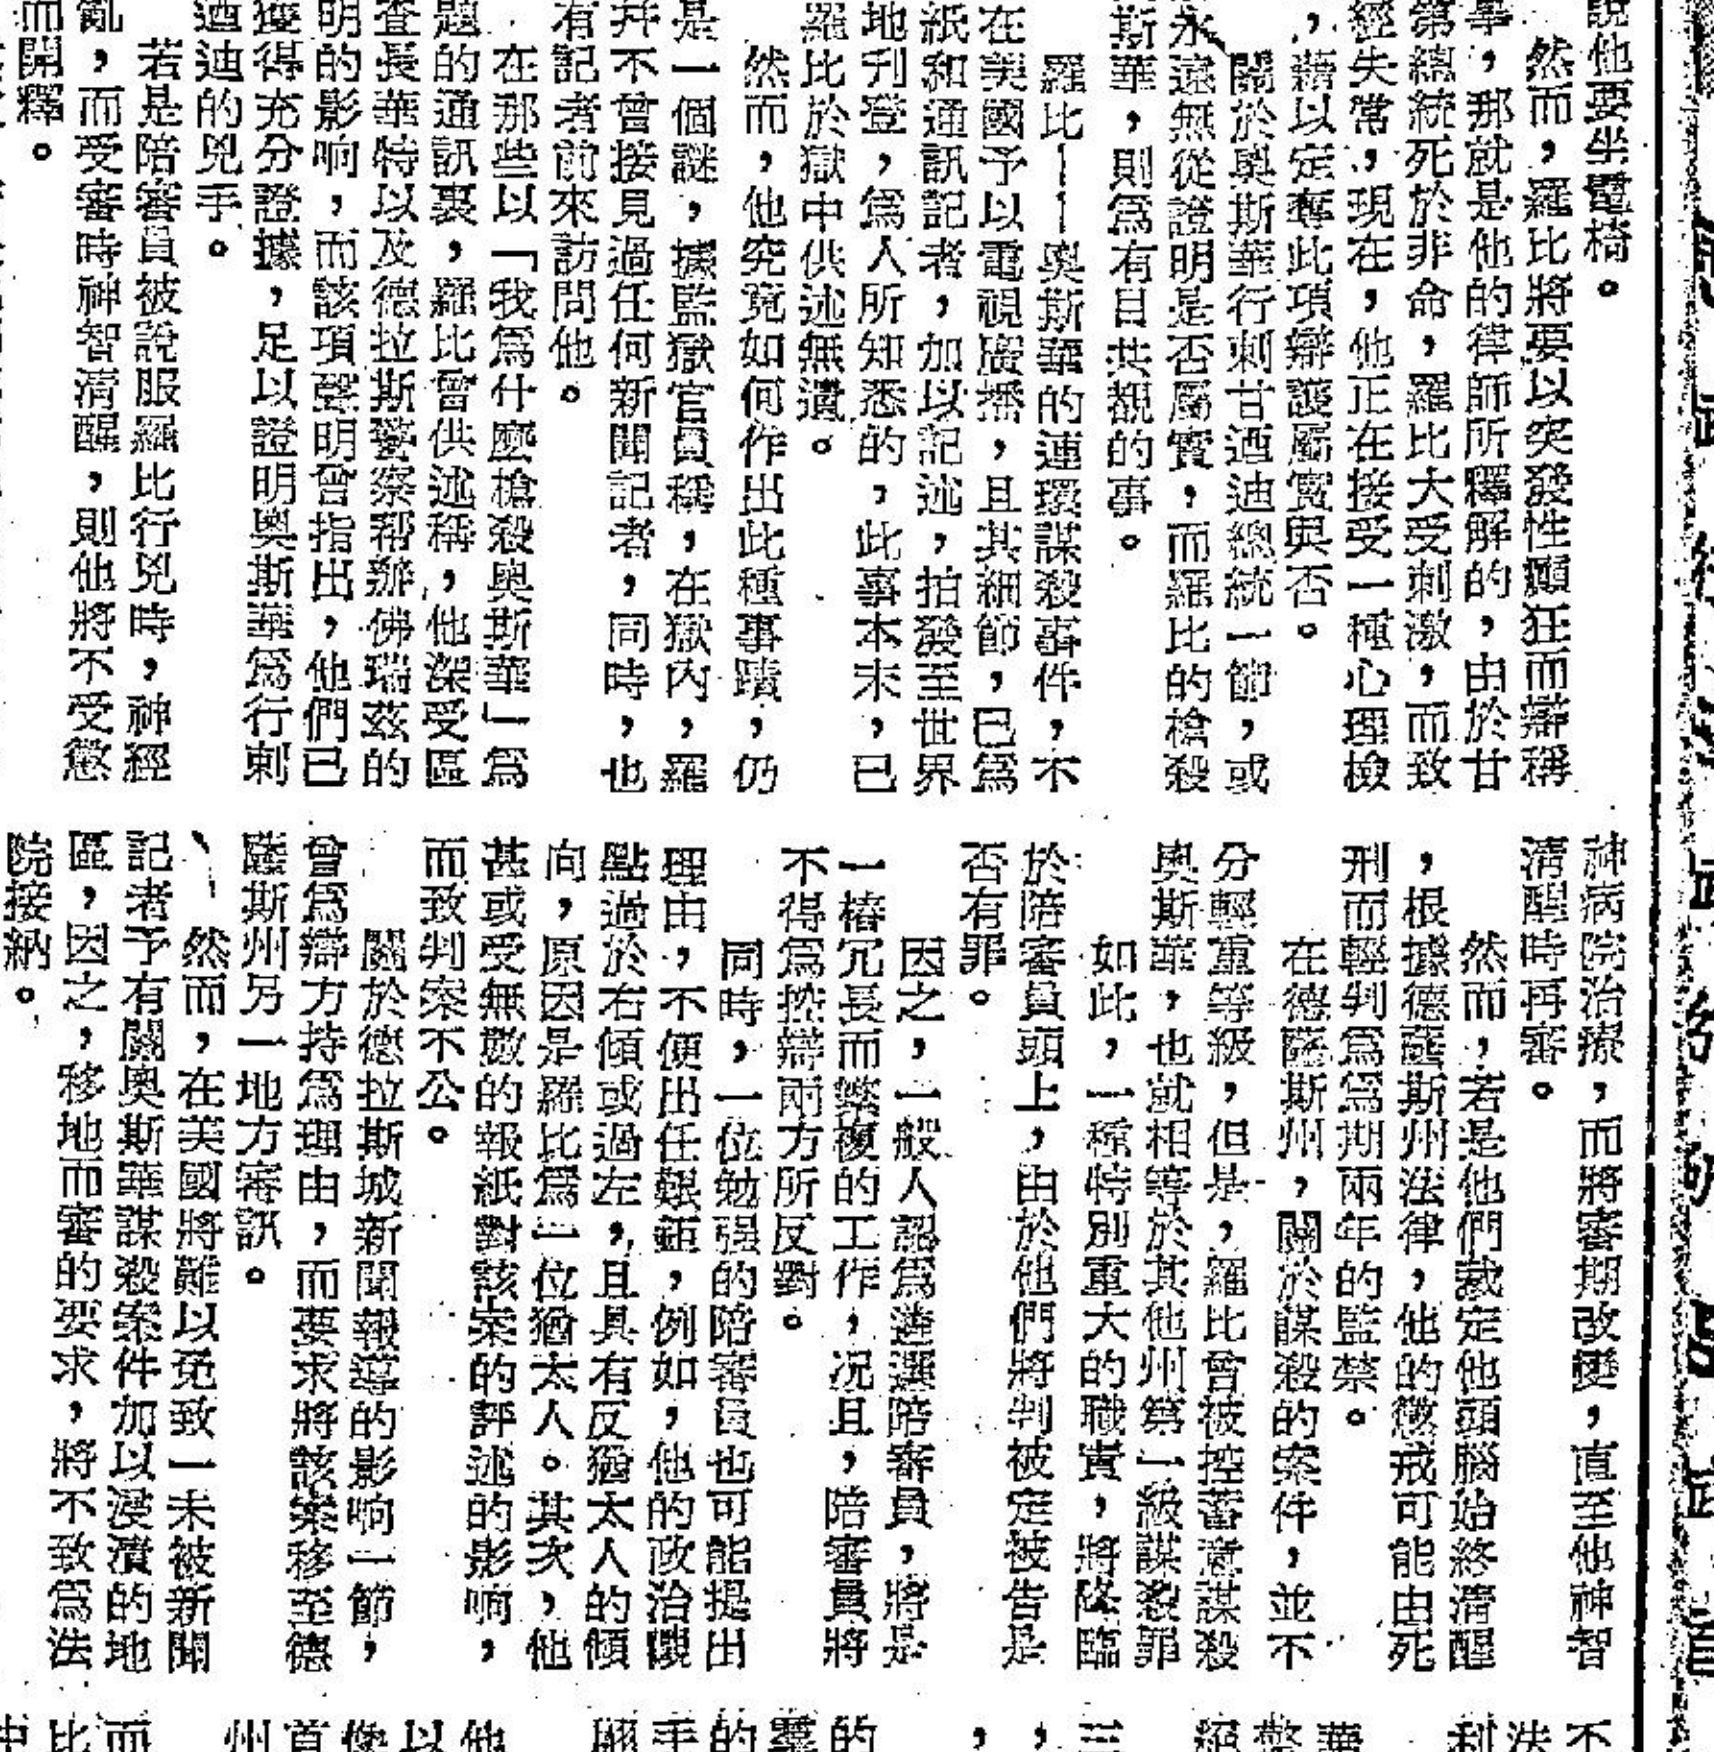 說他要坐電椅。
然而，羅比將要以突發性癲狂而辯稱
，那就是他的律師所釋解的，由於甘
第總統死於非命，羅比大受刺激，而致
經失常，現在，他正在接受一種心理檢
，藉以定奪此項辯護屬實與否。
關於奧斯華行刺甘迺迪總統一節，或
永遠無從證明是否屬實，而羅比的槍殺
斯華，則爲有目共覩的事。
羅比——奧斯華的連環謀殺事件，不
在美國予以電視廣播，且其細節，已爲
紙和通訊記者，加以記述，拍發至世界
地刋登，爲人所知悉的，此事本末，已
羅比於獄中供述無遺。
然而，他究竟如何作出此種事蹟，仍
是一個謎，據監獄官員稱，在獄內，羅
幷不曾接見過任何新聞記者，同時，也
有記者前來訪問他。
在那些以「我爲什麼槍殺奧斯華」爲
題的通訊裏，羅比曾供述稱，他深受區
查長華特以及德拉斯警察帮辦佛瑞茲的
明的影响，而該項聲明曾指出，他們已
獲得充分證據，足以證明奧斯華爲行刺
迺迪的兇手。
若是陪審員被說服羅比行兇時，神經
亂，而受審時神智清醒，則他將不受懲
而開釋。
神病院治療，而將審期改變，直至他神智
清醒時再審。
然而，若是他們裁定他頭腦始終清醒
，根據德薩斯州法律，他的懲戒可能由死
刑而輕判爲爲期兩年的監禁。
在德薩斯州，關於謀殺的案件，並不
分輕重等級，但是，羅比曾被控蓄意謀殺
奧斯華，也就相等於其他州第一級謀殺罪
如此，一種特別重大的職責，將降臨
於陪審員頭上，由於他們將判被定被告是
否有罪。
因之，一般人認爲遴選陪審員，將是
一樁冗長而繁複的工作，况且，陪審員將
不得爲控辯兩方所反對。
同時，一位勉强的陪審員也可能提出
理由，不便出任艱鉅，例如，他的政治觀
點過於右傾或過左，且具有反猶太人的傾
向，原因是羅比爲一位猶太人。其次，他
甚或受無數的報紙對該案的評述的影响，
而致判案不公。
關於德拉斯城新聞報導的影响一節，
曾爲辯方持爲理由，而要求將該案移至德
薩斯州另一地方審訊。
然而，在美國將難以免致一未被新聞
記者予有關奧斯華謀殺案件加以浸漬的地
區，因之，移地而審的要求，將不致爲法
院接納。